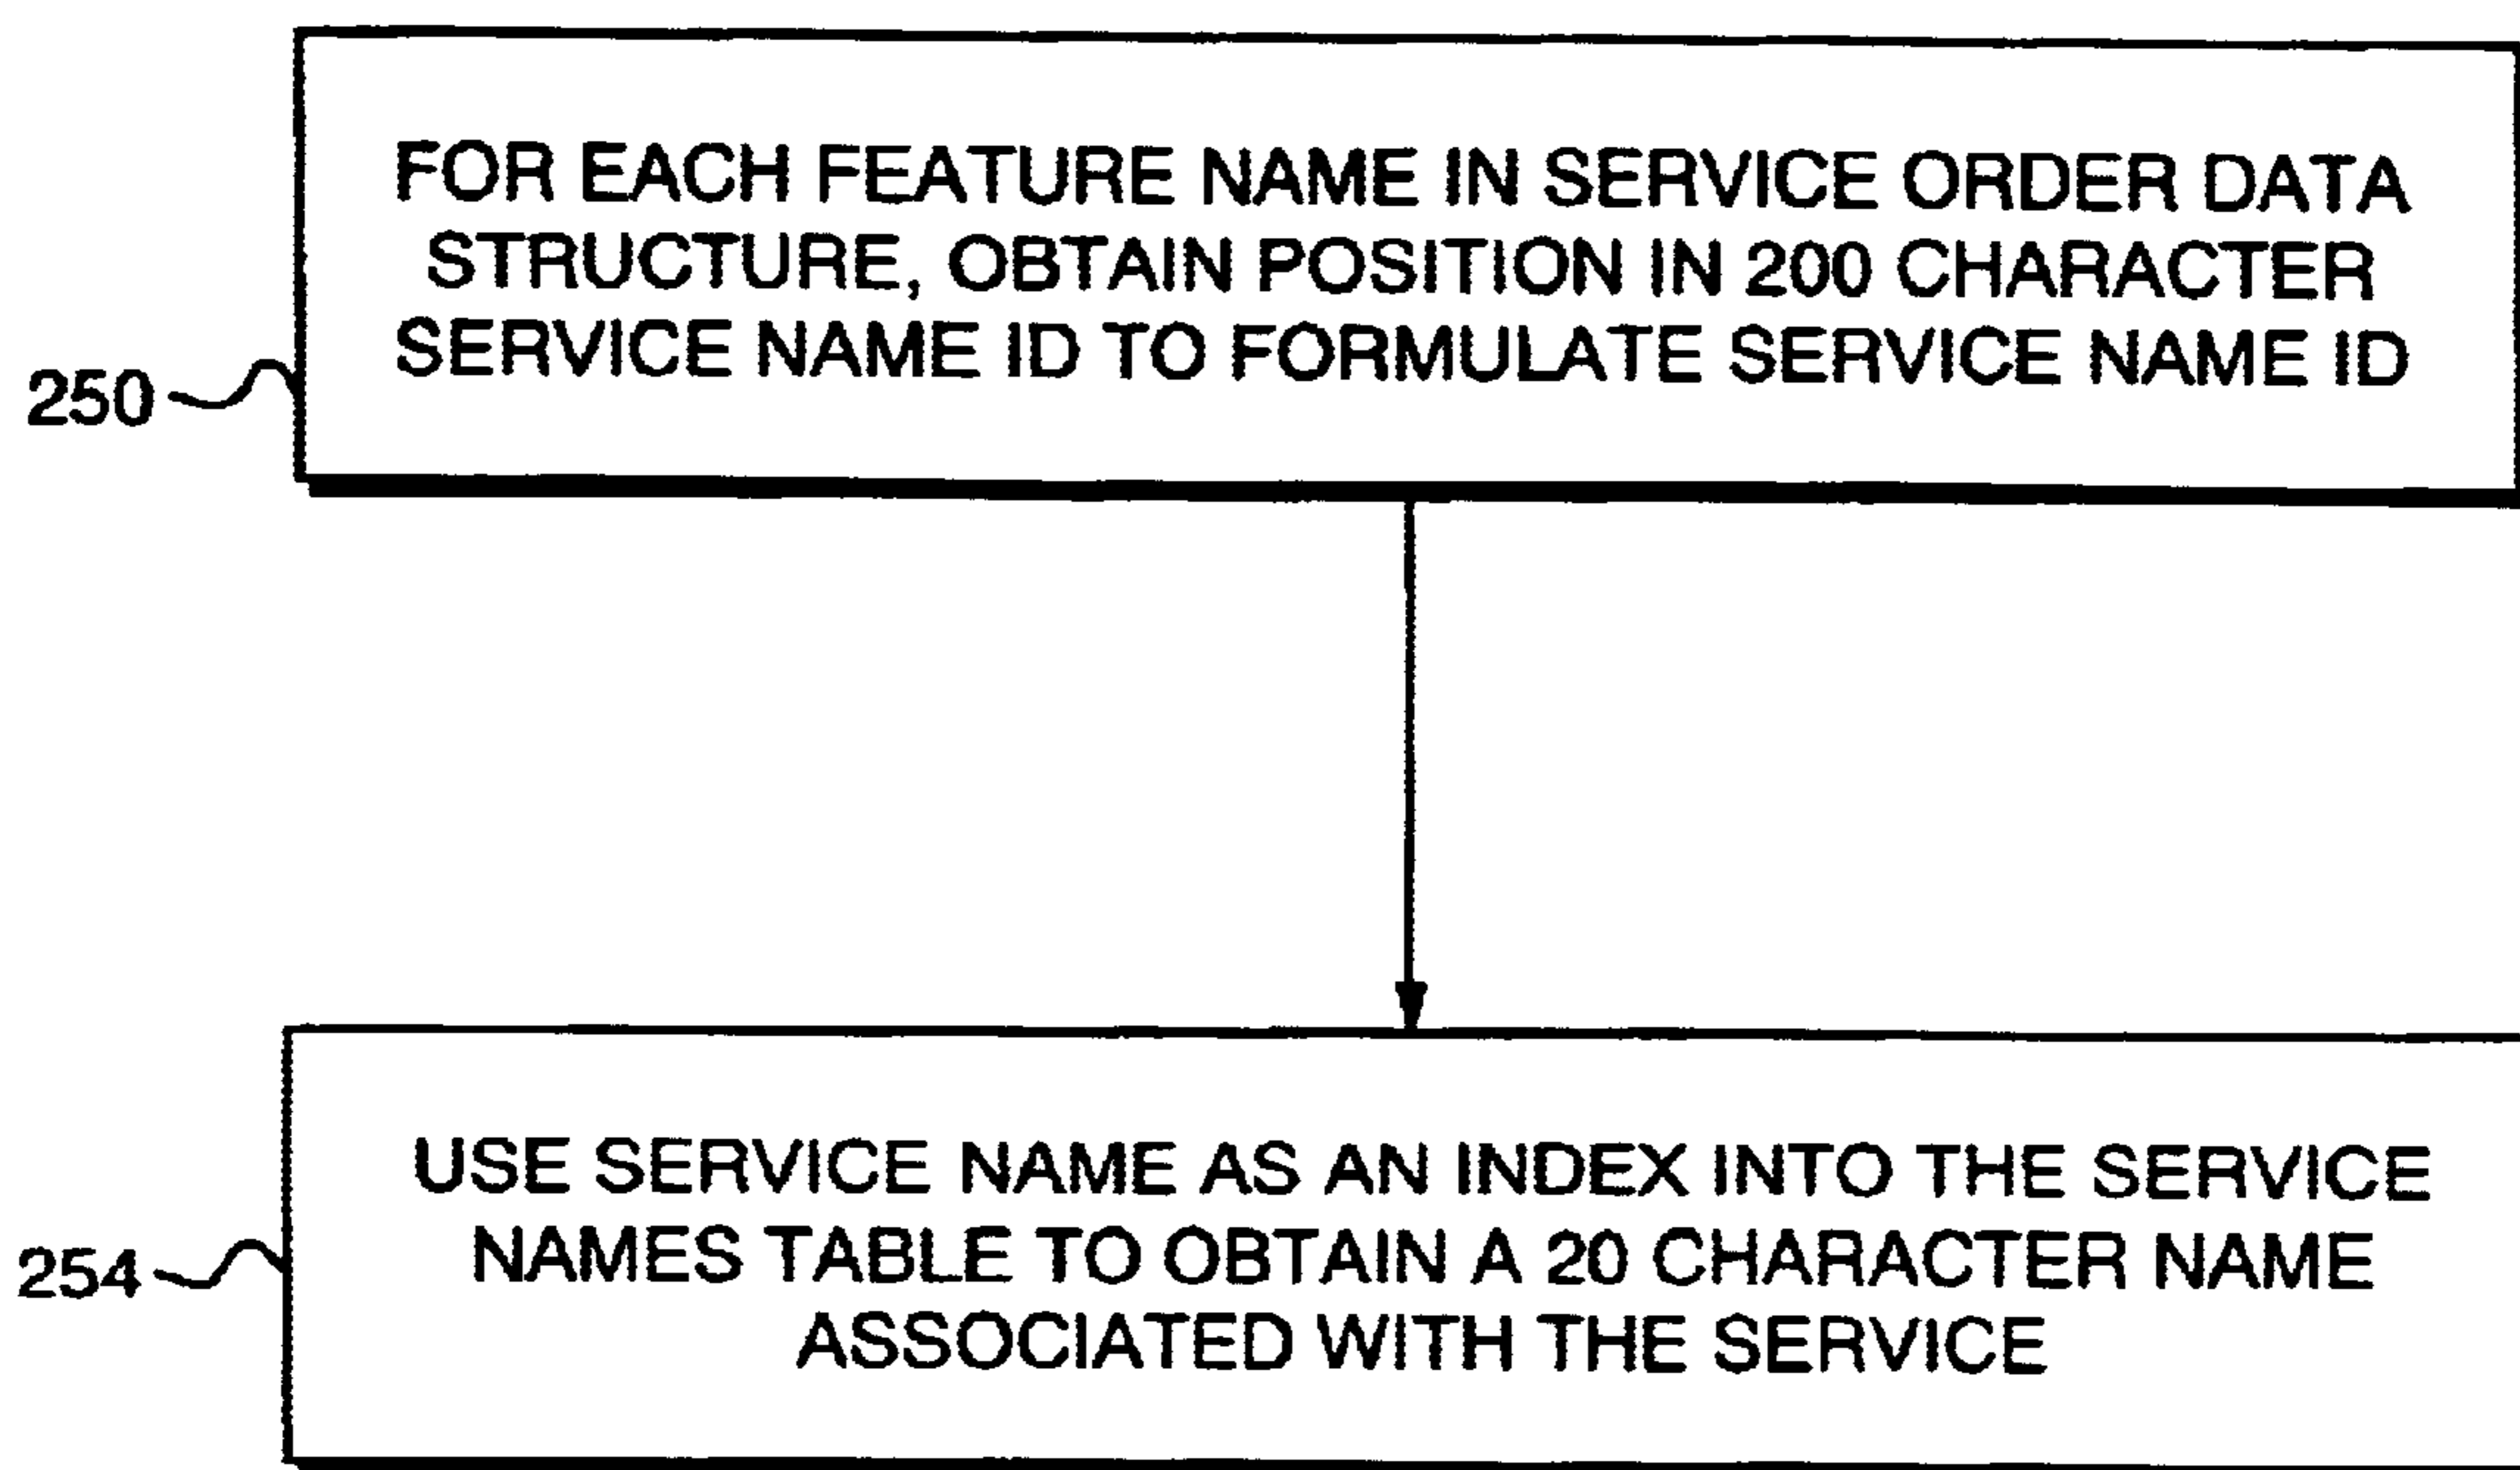 FOR EACH FEATURE NAME IN SERVICE ORDER DATA
STRUCTURE, OBTAIN POSITION IN 200 CHARACTER
SERVICE NAME ID TO FORMULATE SERVICE NAME ID
250
USE SERVICE NAME AS AN INDEX INTO THE SERVICE
NAMES TABLE TO OBTAIN A 20 CHARACTER NAME
254
ASSOCIATED WITH THE SERVICE